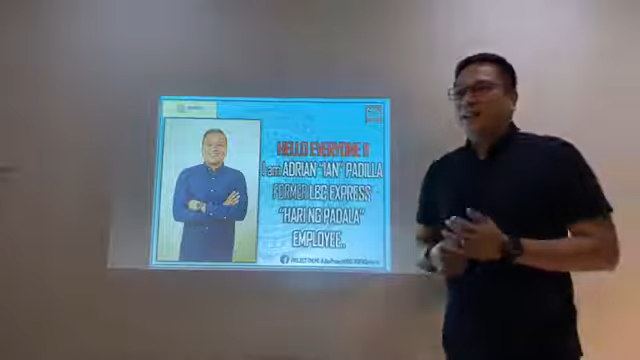 HELLO EVERYONE !!
I am ADRIAN "IAN" PADILLA
FORMER LBC EXPRESS
"HARI NG PADALA"
EMPLOYEE..